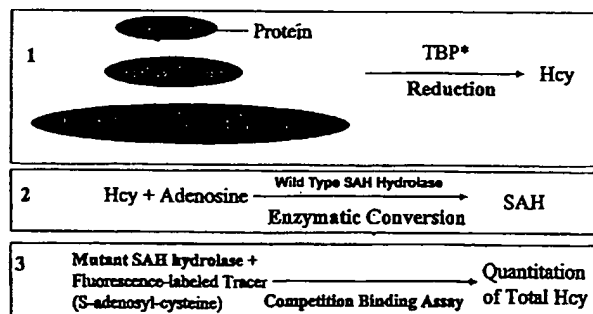 1
Protein
TBP*
Reduction
Hcy
2
Hcy + Adenosine
Wild Type SAH Hydrolase
Enzymatic Conversion
SAH
3
Mutant SAH hydrolase +
Fluorescence-labeled Tracer
(S-adenosyl-cysteine)
Competition Binding Assay
Quantitation
of Total Hcy